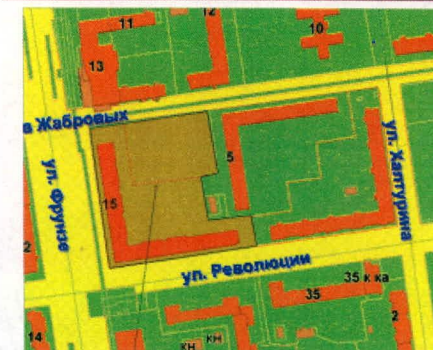 11
12
10
13
а Жабровых
5
ул. Фрунзе
ул. Халтурина
15
2
ул. Революции
35 к ка
35
2
14
кн
кн